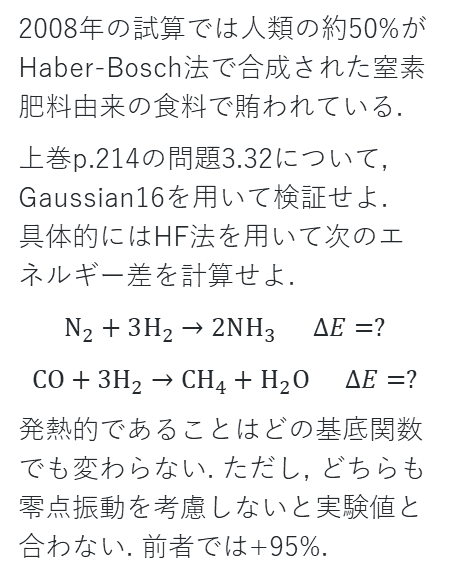 2008年の試算では人類の約50%が
Haber-Bosch法で合成された窒素
肥料由来の食料で賄われている.
上巻p.214の問題3.32について,
Gaussian16を用いて検証せよ.
具体的にはHF法を用いて次のエ
ネルギー差を計算せよ.
N₂ + 3H₂ → 2NH₃ ΔE =?
CO + 3H₂ → CH₄ + H₂O ΔE =?
発熱的であることはどの基底関数
でも変わらない. ただし, どちらも
零点振動を考慮しないと実験値と
合わない. 前者では+95%.